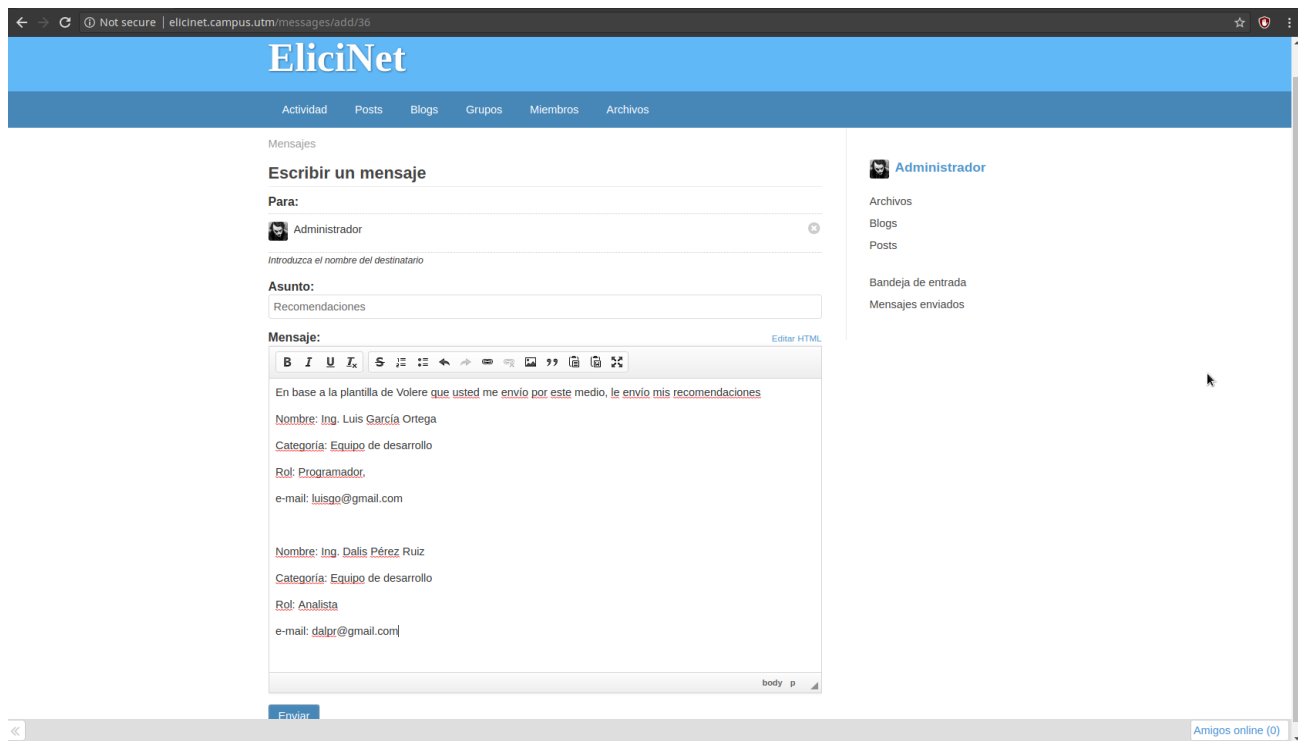 Not secure | elicinet.campus.utm/messages/add/36
EliciNet
Actividad Posts Blogs Grupos Miembros Archivos
Mensajes
Escribir un mensaje
Para:
Administrador
Introduzca el nombre del destinatario
Asunto:
Recomendaciones
Mensaje:
Editar HTML
B I U Tx S
En base a la plantilla de Volere que usted me envío por este medio, le envío mis recomendaciones
Nombre: Ing. Luis García Ortega
Categoría: Equipo de desarrollo
Rol: Programador,
e-mail: luisgo@gmail.com
Nombre: Ing. Dalis Pérez Ruiz
Categoría: Equipo de desarrollo
Rol: Analista
e-mail: dalpr@gmail.com
body p
Enviar
Administrador
Archivos
Blogs
Posts
Bandeja de entrada
Mensajes enviados
Amigos online (0)